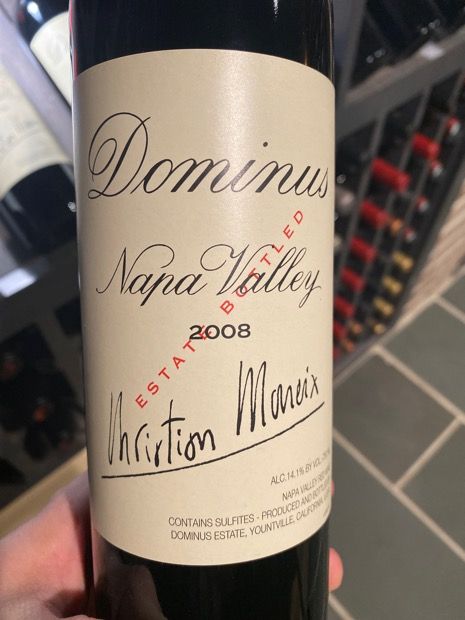 Dominus
Napa Valley
ESTATE BOTTLED
2008
Christian Moueix
ALC.14.1% BY VOL.
NAPA VALLEY RED
CONTAINS SULFITES - PRODUCED AND
DOMINUS ESTATE, YOUNTVILLE, CALIFORNIA,